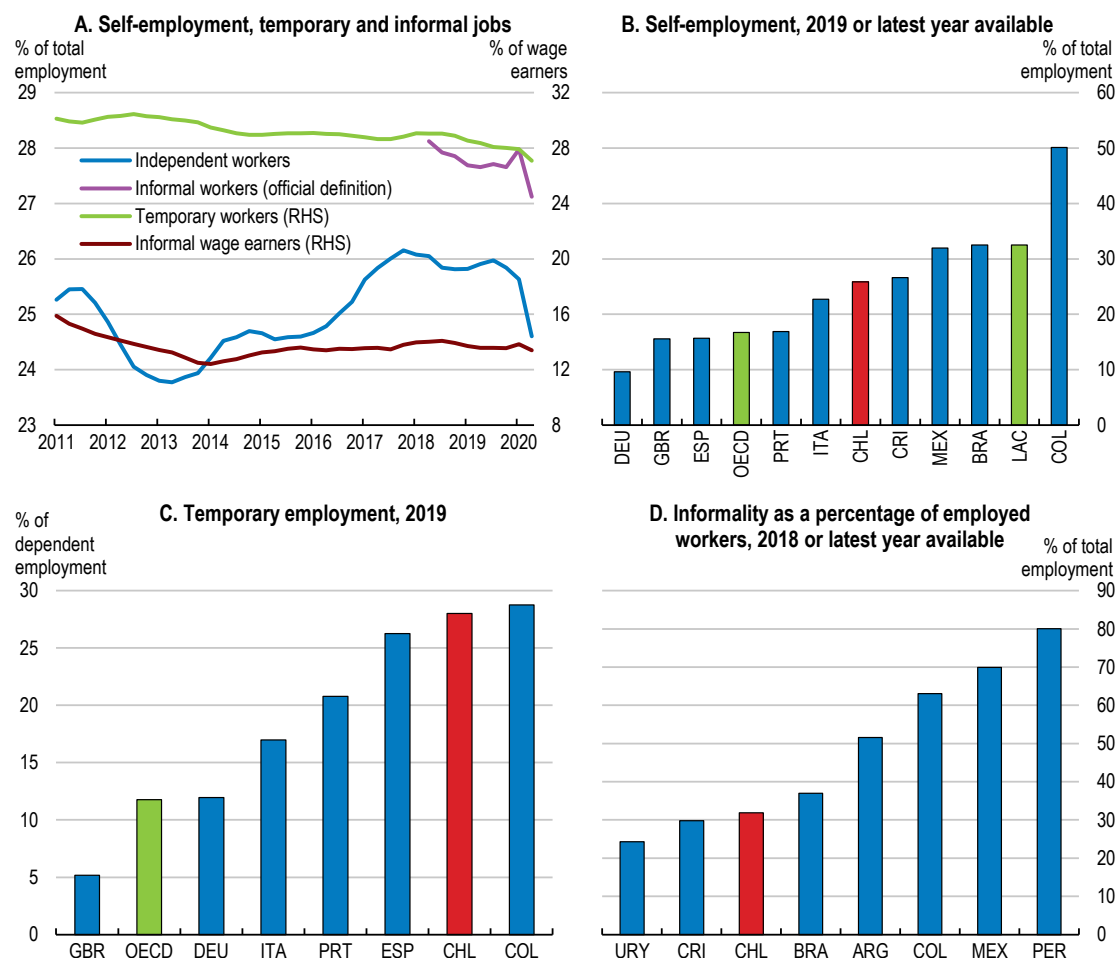 A. Self-employment, temporary and informal jobs
% of total
employment
% of wage
earners
29
28
27
26
25
24
23
32
28
24
20
16
12
8
Independent workers
Informal workers (official definition)
Temporary workers (RHS)
Informal wage earners (RHS)
2011 2012 2013 2014 2015 2016 2017 2018 2019 2020
B. Self-employment, 2019 or latest year available
% of total
employment
60
50
40
30
20
10
0
DEU
GBR
ESP
OECD
PRT
ITA
CHL
CRI
MEX
BRA
LAC
COL
C. Temporary employment, 2019
% of
dependent
employment
30
25
20
15
10
5
0
GBR OECD DEU ITA PRT ESP CHL COL
D. Informality as a percentage of employed
workers, 2018 or latest year available
% of total
employment
90
80
70
60
50
40
30
20
10
0
URY CRI CHL BRA ARG COL MEX PER